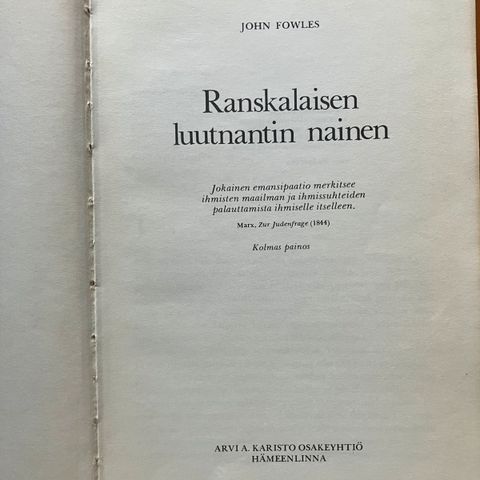 JOHN FOWLES
Ranskalaisen
luutnantin nainen
Jokainen emansipaatio merkitsee
ihmisten maailman ja ihmissuhteiden
palauttamista ihmiselle itselleen.
Marx, Zur Judenfrage (1844)
Kolmas painos
ARVI A. KARISTO OSAKEYHTIÖ
HÄMEENLINNA